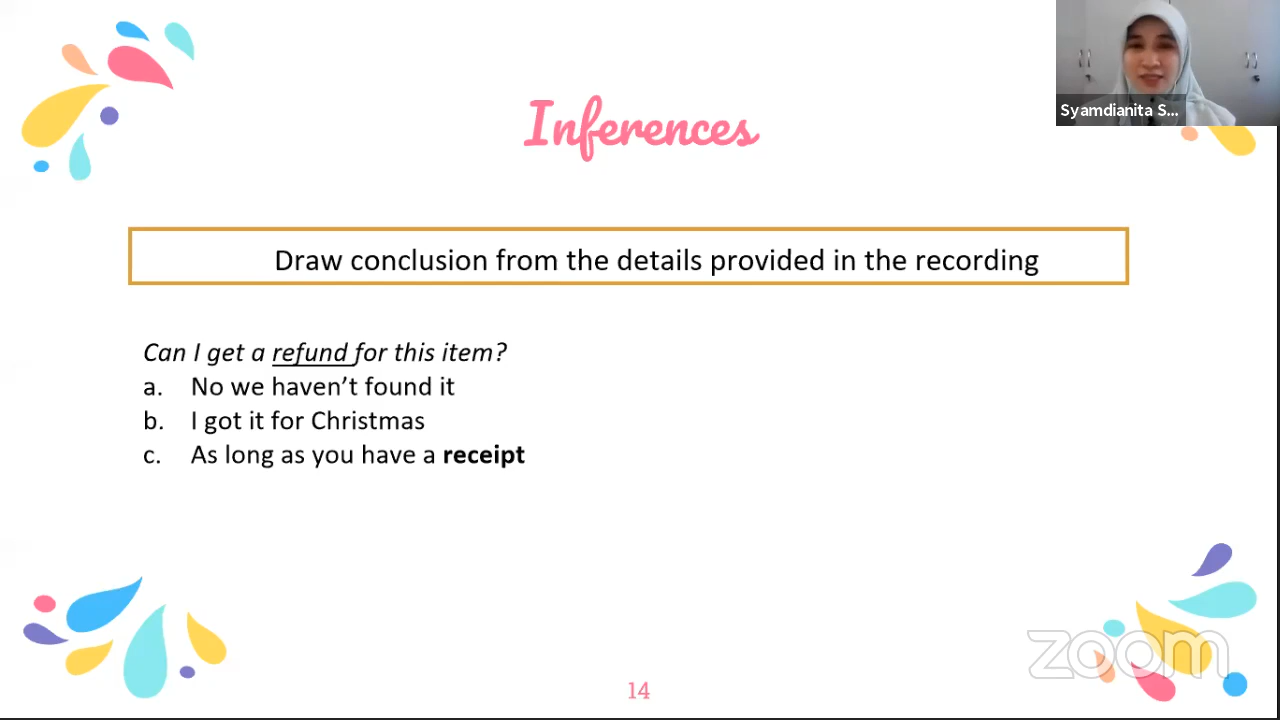 Syamdianita S...
Inferences
Draw conclusion from the details provided in the recording
Can I get a refund for this item?
a. No we haven’t found it
b. I got it for Christmas
c. As long as you have a receipt
zoom
14